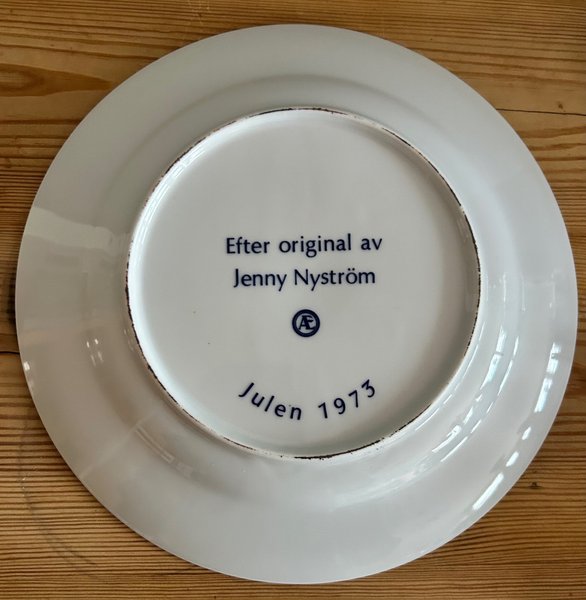 Efter original av
Jenny Nyström
Æ
Julen 1973